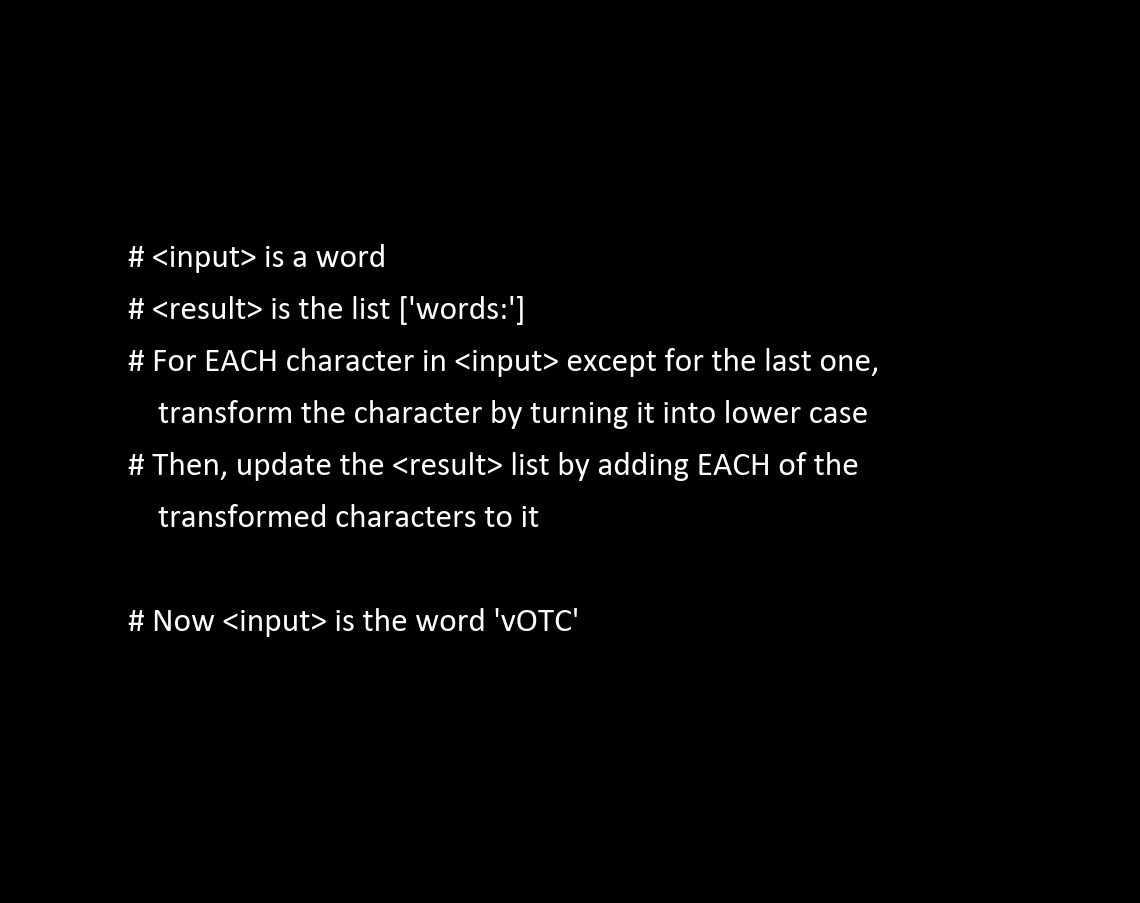 # <input> is a word
# <result> is the list ['words:']
# For EACH character in <input> except for the last one,
transform the character by turning it into lower case
# Then, update the <result> list by adding EACH of the
transformed characters to it
# Now <input> is the word 'vOTC'